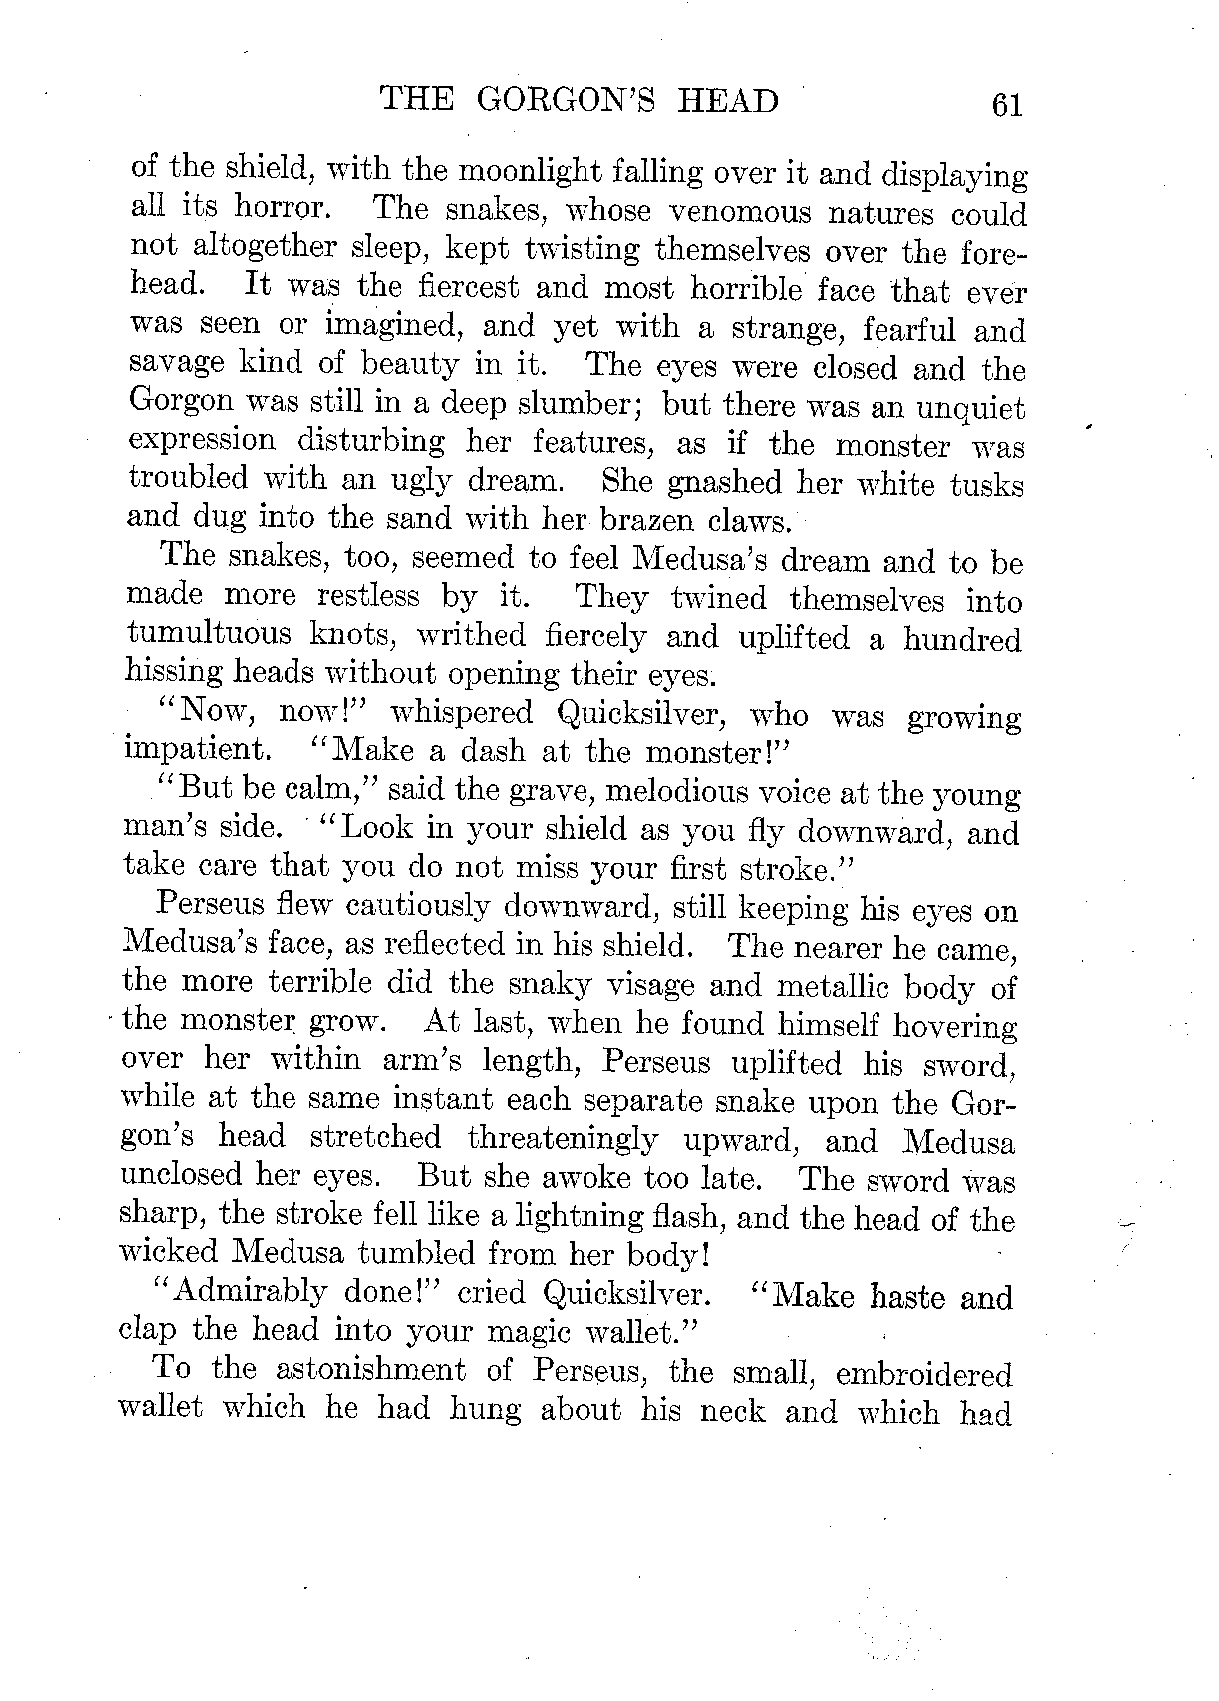 THE GORGON'S HEAD 61
of the shield, with the moonlight falling over it and displaying
all its horror. The snakes, whose venomous natures could
not altogether sleep, kept twisting themselves over the fore-
head. It was the fiercest and most horrible face that ever
was seen or imagined, and yet with a strange, fearful and
savage kind of beauty in it. The eyes were closed and the
Gorgon was still in a deep slumber; but there was an unquiet
expression disturbing her features, as if the monster was
troubled with an ugly dream. She gnashed her white tusks
and dug into the sand with her brazen claws.
The snakes, too, seemed to feel Medusa's dream and to be
made more restless by it. They twined themselves into
tumultuous knots, writhed fiercely and uplifted a hundred
hissing heads without opening their eyes.
"Now, now!" whispered Quicksilver, who was growing
impatient. "Make a dash at the monster!"
"But be calm," said the grave, melodious voice at the young
man's side. "Look in your shield as you fly downward, and
take care that you do not miss your first stroke."
Perseus flew cautiously downward, still keeping his eyes on
Medusa's face, as reflected in his shield. The nearer he came,
the more terrible did the snaky visage and metallic body of
the monster grow. At last, when he found himself hovering
over her within arm's length, Perseus uplifted his sword,
while at the same instant each separate snake upon the Gor-
gon's head stretched threateningly upward, and Medusa
unclosed her eyes. But she awoke too late. The sword was
sharp, the stroke fell like a lightning flash, and the head of the
wicked Medusa tumbled from her body!
"Admirably done!" cried Quicksilver. "Make haste and
clap the head into your magic wallet."
To the astonishment of Perseus, the small, embroidered
wallet which he had hung about his neck and which had